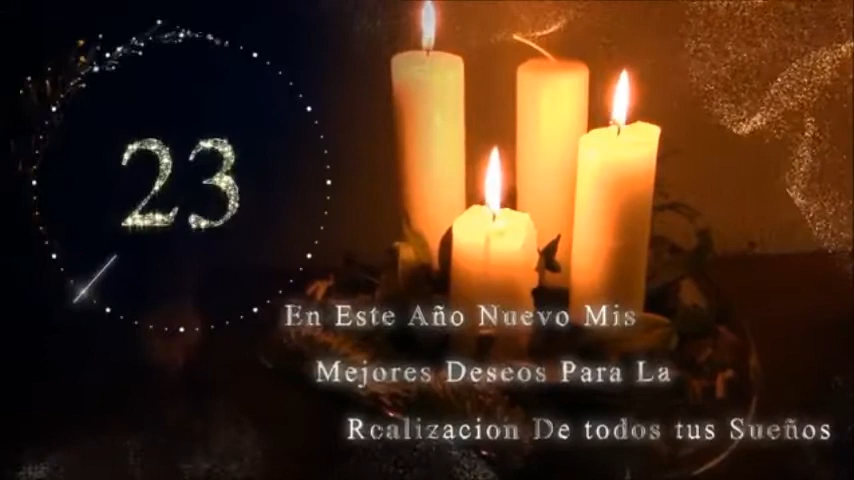 23
En Este Año Nuevo Mis
Mejores Deseos Para La
Realizacion De todos tus Sueños